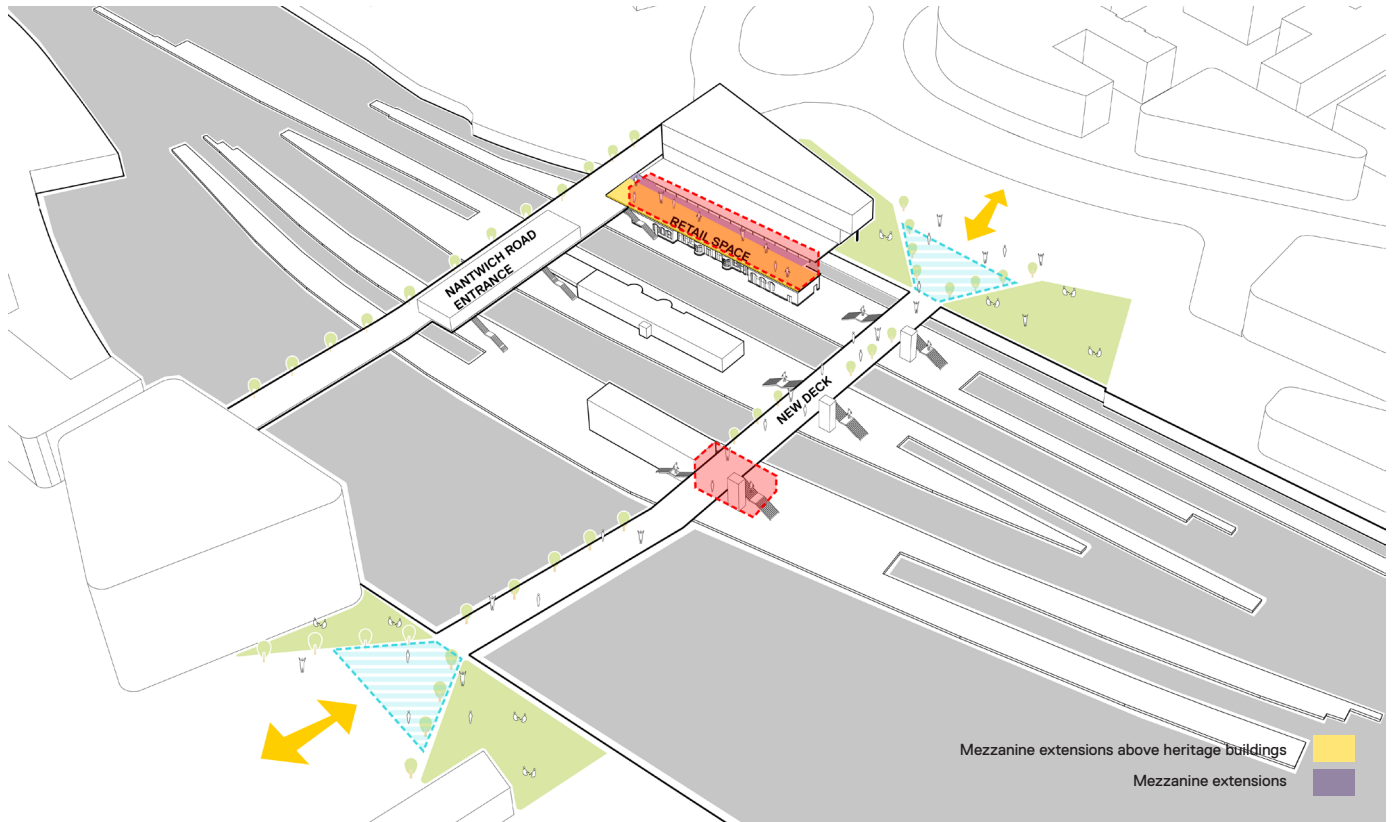 RETAIL SPACE
NANTWICH ROAD
ENTRANCE
NEW DECK
Mezzanine extensions above heritage buildings
Mezzanine extensions